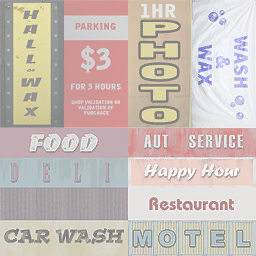 HALL OF WAX
PARKING
$3
FOR 3 HOURS
SHOP VALIDATION OR
VALIDATION OF
PURCHASE
1HR
PHOTO
WASH
&
WAX
FOOD
AUT SERVICE
DELI
Happy Hour
Restaurant
CAR WASH
MOTEL